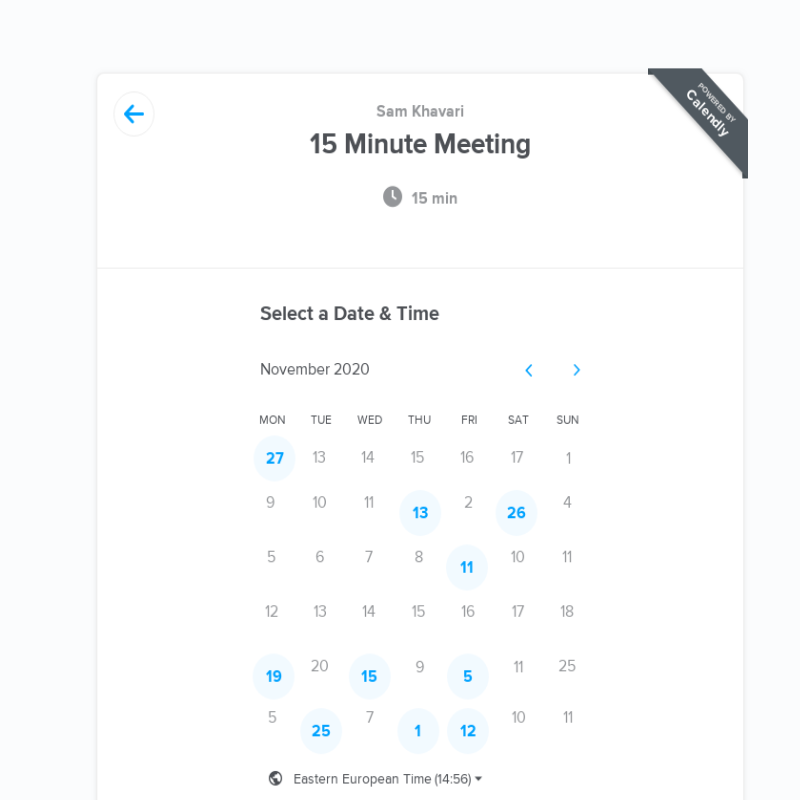 POWERED BY
Calendly
Sam Khavari
15 Minute Meeting
15 min
Select a Date & Time
November 2020
MON TUE WED THU FRI SAT SUN
27 13 14 15 16 17 1
9 10 11 13 2 26 4
5 6 7 8 11 10 11
12 13 14 15 16 17 18
19 20 15 9 5 11 25
5 25 7 1 12 10 11
Eastern European Time (14:56)